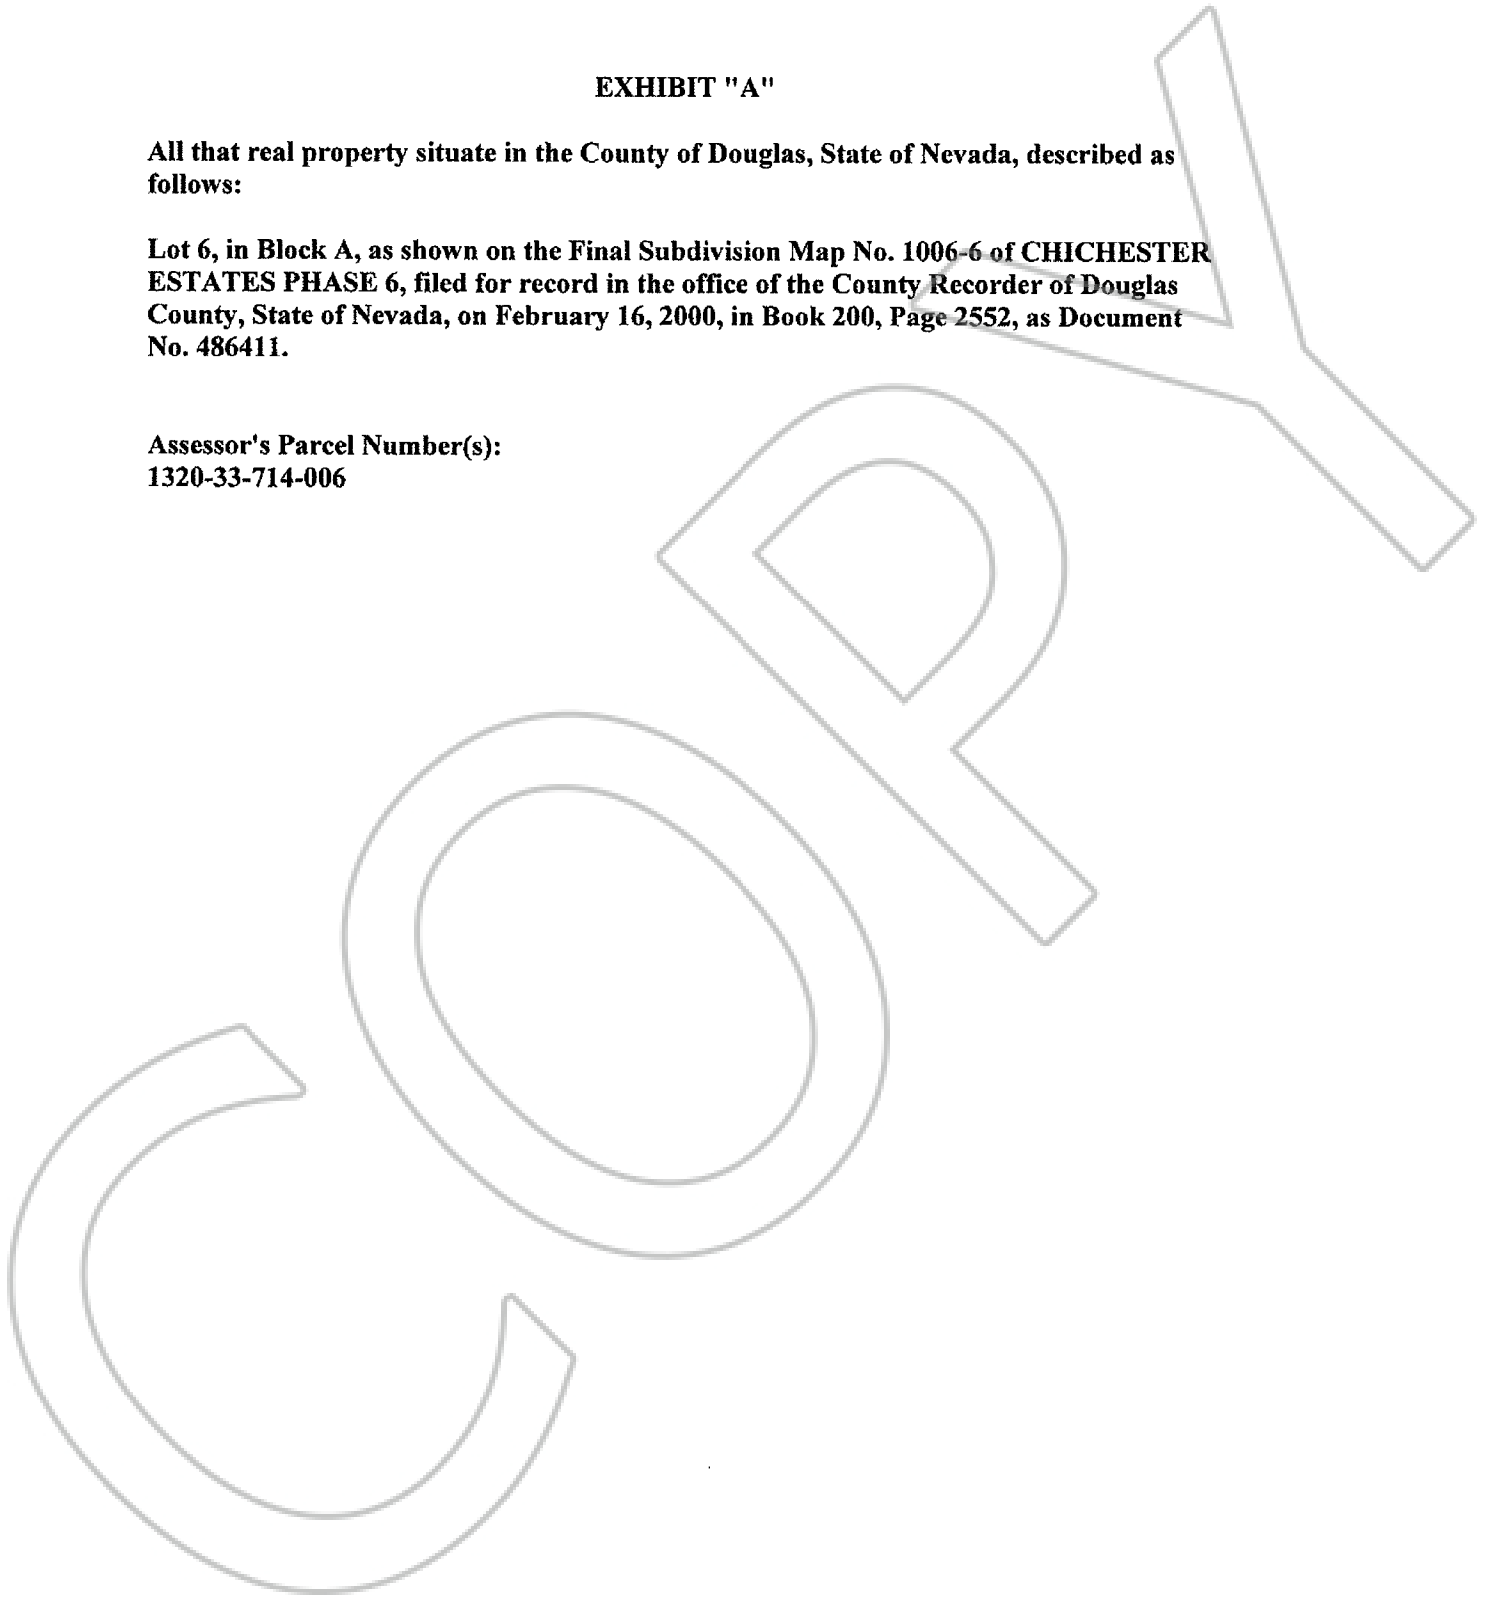 EXHIBIT "A"
All that real property situate in the County of Douglas, State of Nevada, described as
follows:
Lot 6, in Block A, as shown on the Final Subdivision Map No. 1006-6 of CHICHESTER
ESTATES PHASE 6, filed for record in the office of the County Recorder of Douglas
County, State of Nevada, on February 16, 2000, in Book 200, Page 2552, as Document
No. 486411.
Assessor's Parcel Number(s):
1320-33-714-006
COPY